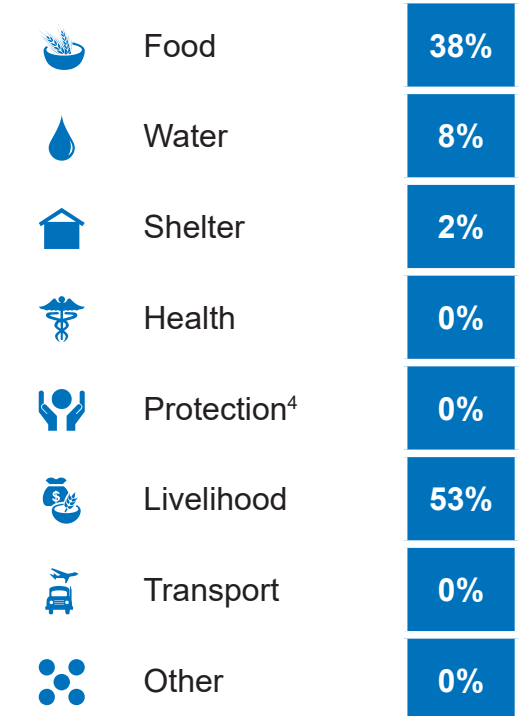 Food 38%
Water 8%
Shelter 2%
Health 0%
Protection⁴ 0%
$ Livelihood 53%
Transport 0%
Other 0%